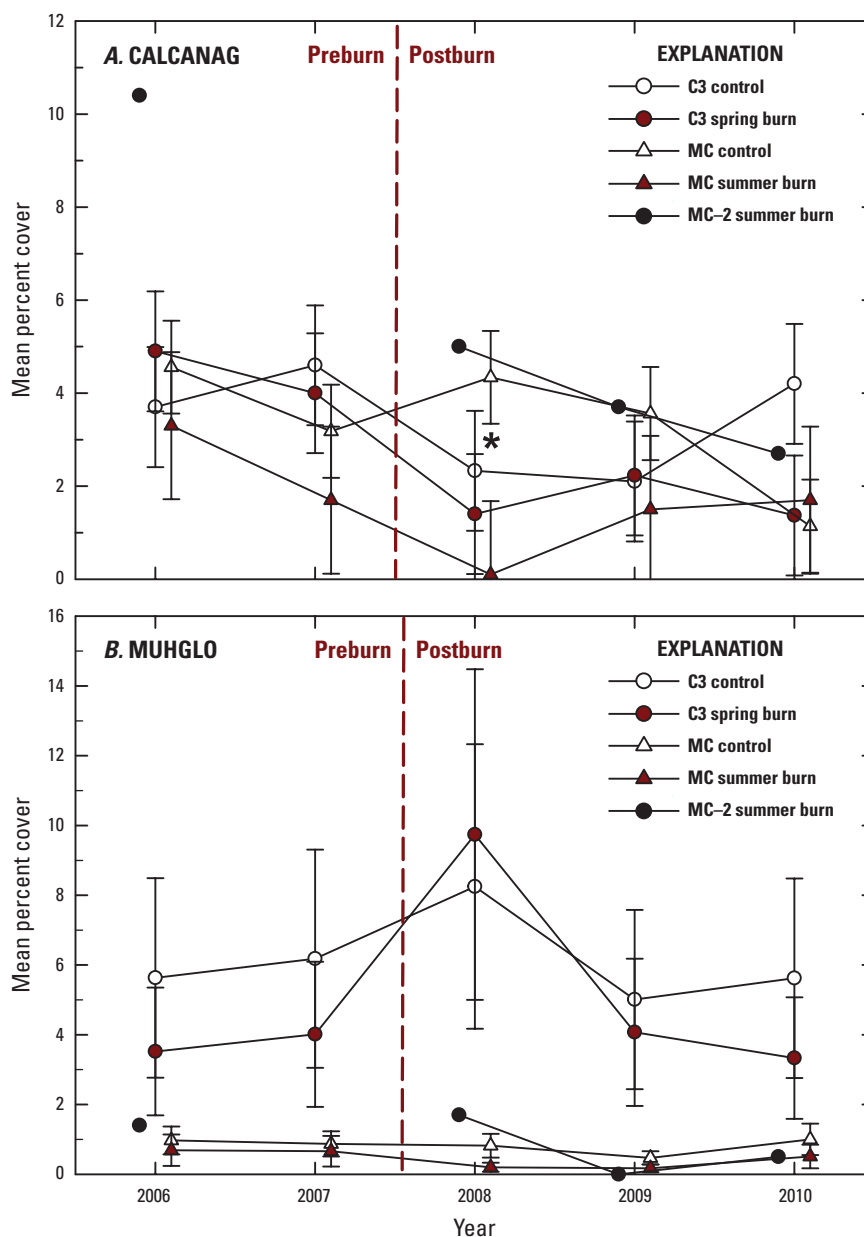 A. CALCANAG
Preburn
Postburn
EXPLANATION
C3 control
C3 spring burn
MC control
MC summer burn
MC–2 summer burn
12
10
8
6
4
2
0
Mean percent cover
*
B. MUHGLO
Preburn
Postburn
EXPLANATION
C3 control
C3 spring burn
MC control
MC summer burn
MC–2 summer burn
16
14
12
10
8
6
4
2
0
Mean percent cover
2006
2007
2008
2009
2010
Year